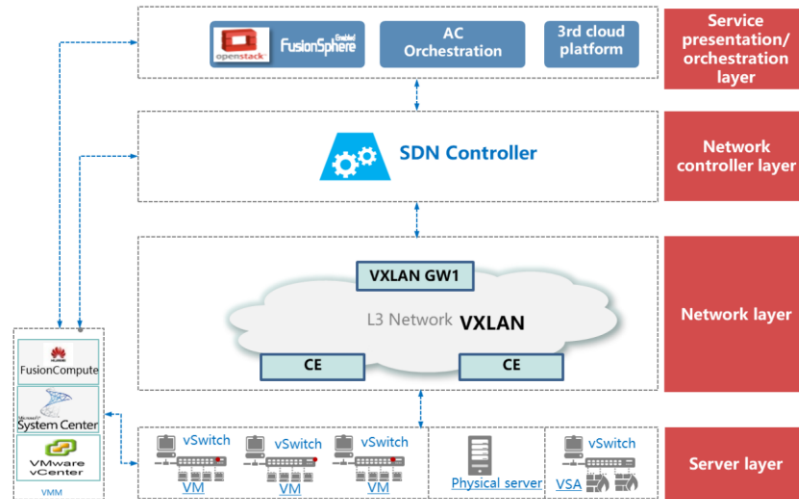 openstack
FusionSphere
Enabled
AC
Orchestration
3rd cloud
platform
Service
presentation/
orchestration
layer
SDN Controller
Network
controller layer
VXLAN GW1
L3 Network VXLAN
CE
CE
Network layer
HUAWEI
FusionCompute
Microsoft
System Center
VMware
vCenter
VMM
vSwitch
VM
vSwitch
VM
vSwitch
VM
Physical server
vSwitch
VSA
Server layer